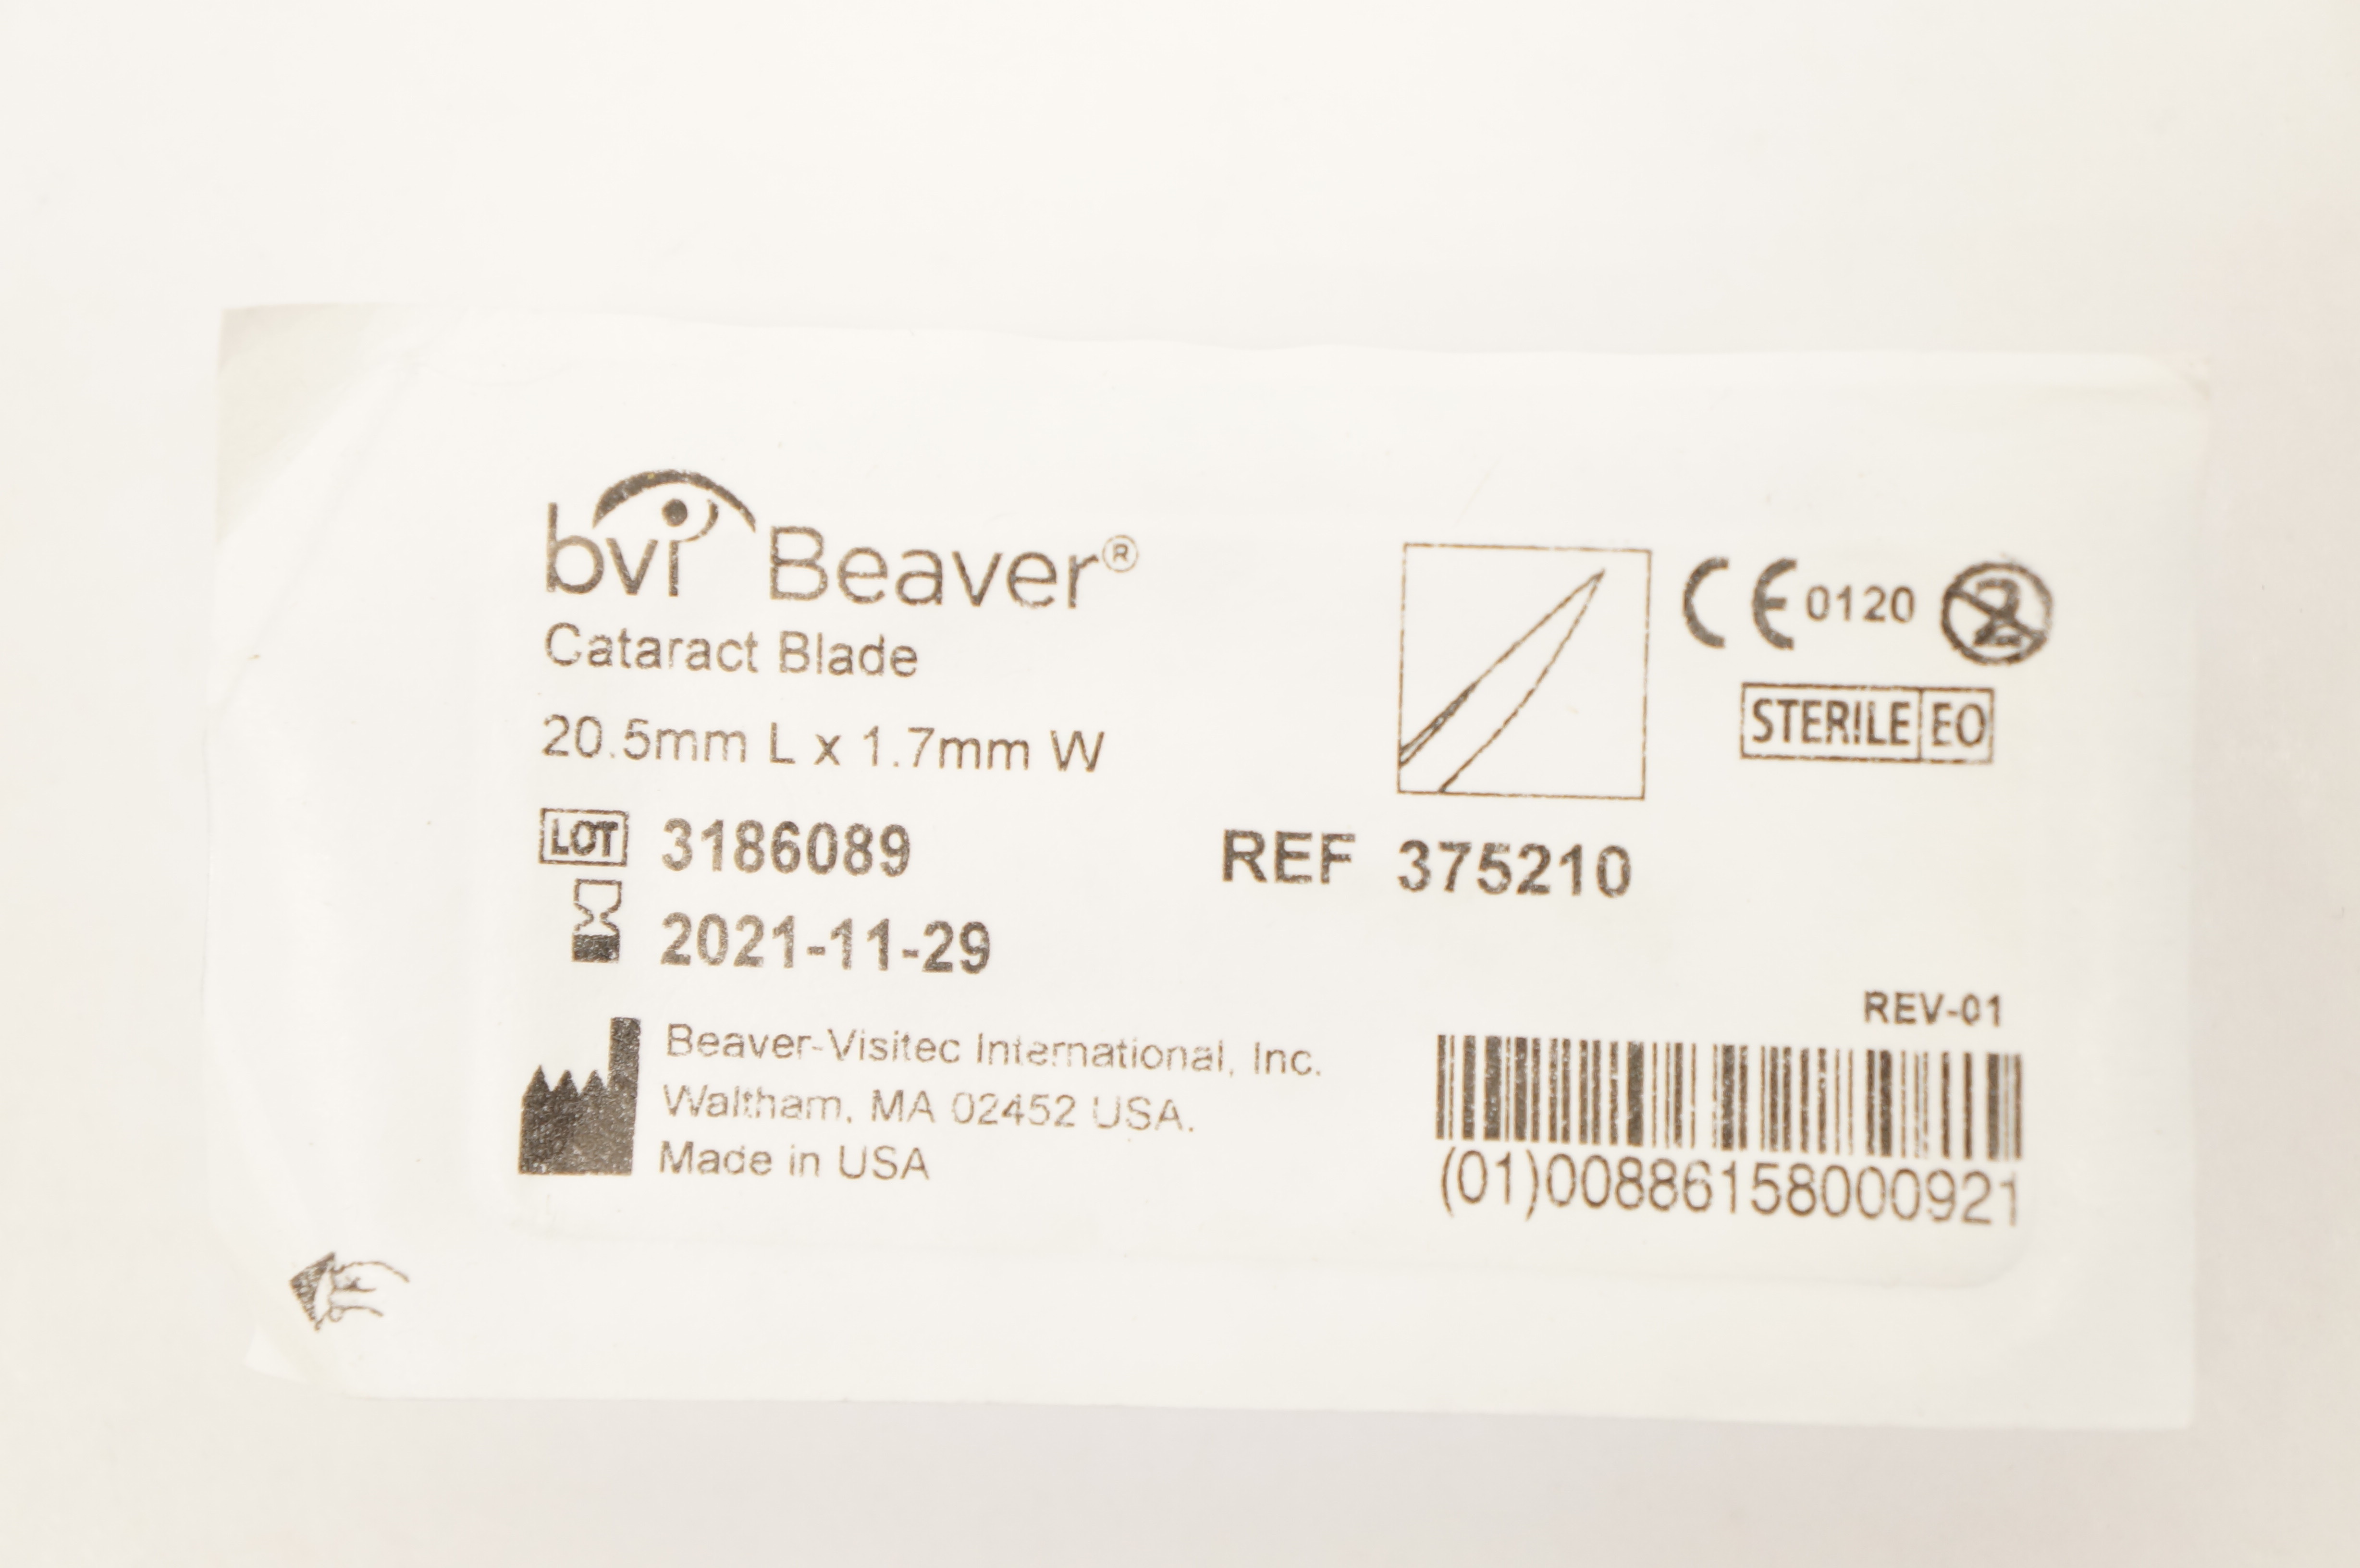 bvi Beaver®
Cataract Blade
20.5mm L x 1.7mm W
LOT 3186089
2021-11-29
Beaver-Visitec International, Inc.
Waltham, MA 02452 USA.
Made in USA
CE 0120 2
STERILE EO
REF 375210
REV-01
(01)00886158000921